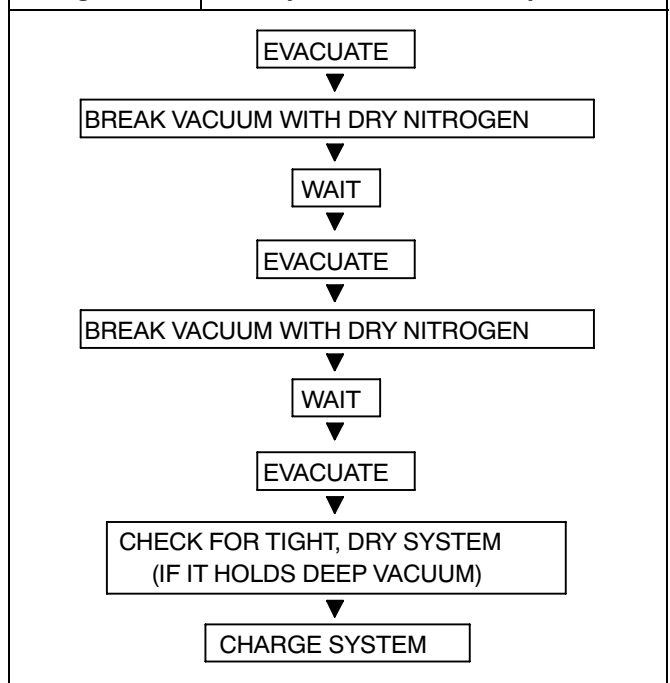 EVACUATE
BREAK VACUUM WITH DRY NITROGEN
WAIT
EVACUATE
BREAK VACUUM WITH DRY NITROGEN
WAIT
EVACUATE
CHECK FOR TIGHT, DRY SYSTEM
(IF IT HOLDS DEEP VACUUM)
CHARGE SYSTEM